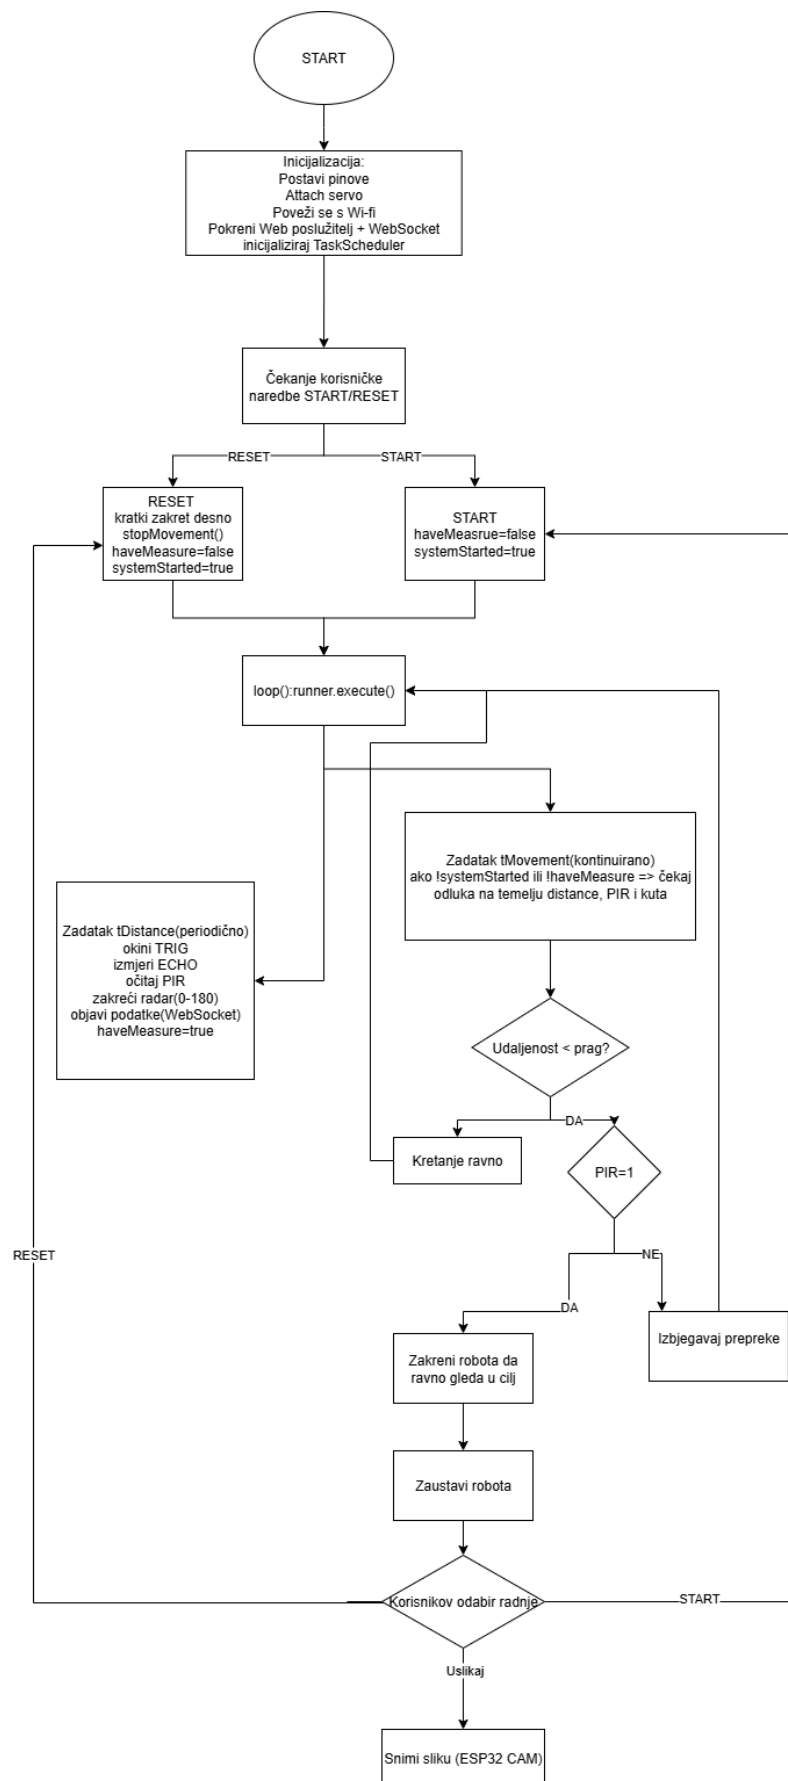 START
Inicijalizacija:
Postavi pinove
Attach servo
Poveži se s Wi-fi
Pokreni Web poslužitelj + WebSocket
inicijaliziraj TaskScheduler
Čekanje korisničke
naredbe START/RESET
RESET
START
RESET
kratki zakret desno
stopMovement()
haveMeasure=false
systemStarted=true
START
haveMeasrue=false
systemStarted=true
loop():runner.execute()
Zadatak tMovement(kontinuirano)
ako !systemStarted ili !haveMeasure => čekaj
odluka na temelju distance, PIR i kuta
Zadatak tDistance(periodično)
okini TRIG
izmjeri ECHO
očitaj PIR
zakreći radar(0-180)
objavi podatke(WebSocket)
haveMeasure=true
Udaljenost < prag?
DA
Kretanje ravno
PIR=1
RESET
NE
DA
Izbjegavaj prepreke
Zakreni robota da
ravno gleda u cilj
Zaustavi robota
Korisnikov odabir radnje
START
Uslikaj
Snimi sliku (ESP32 CAM)